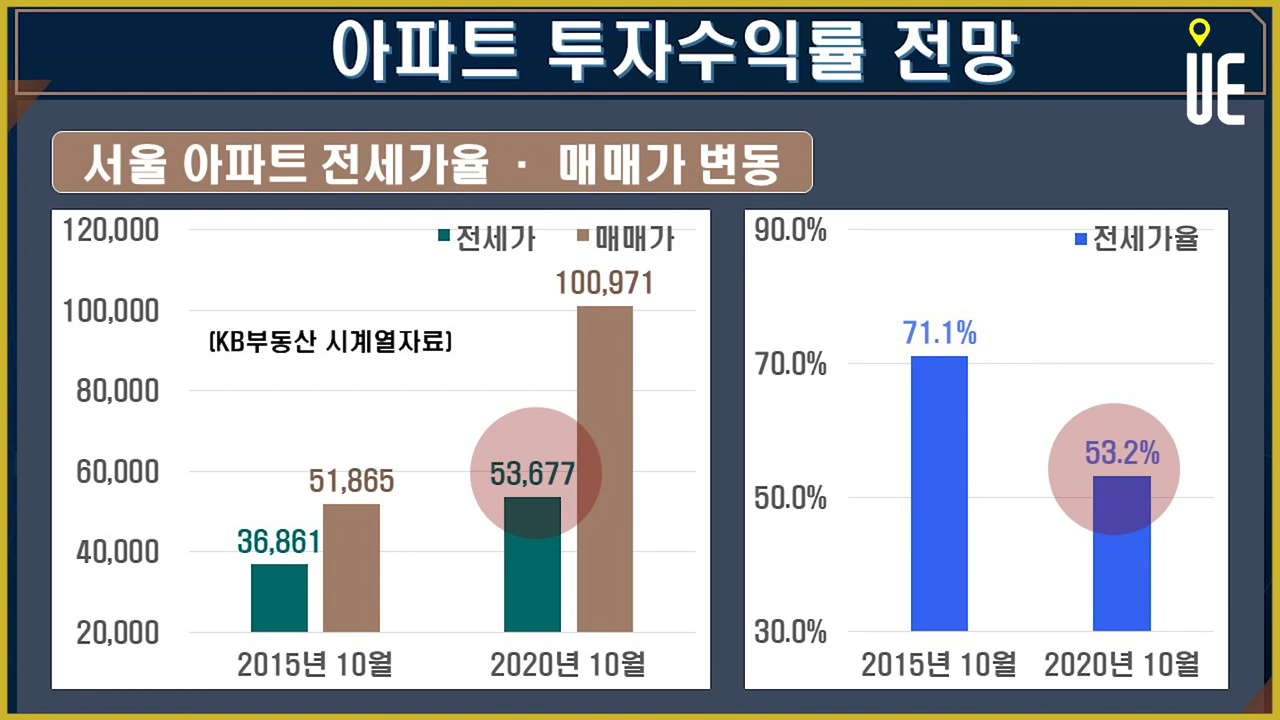 아파트 투자수익률 전망
UE
서울 아파트 전세가율 · 매매가 변동
120,000
100,000
80,000
60,000
40,000
20,000
전세가
매매가
(KB부동산 시계열자료)
36,861
51,865
53,677
100,971
2015년 10월
2020년 10월
90.0%
70.0%
50.0%
30.0%
전세가율
71.1%
53.2%
2015년 10월
2020년 10월